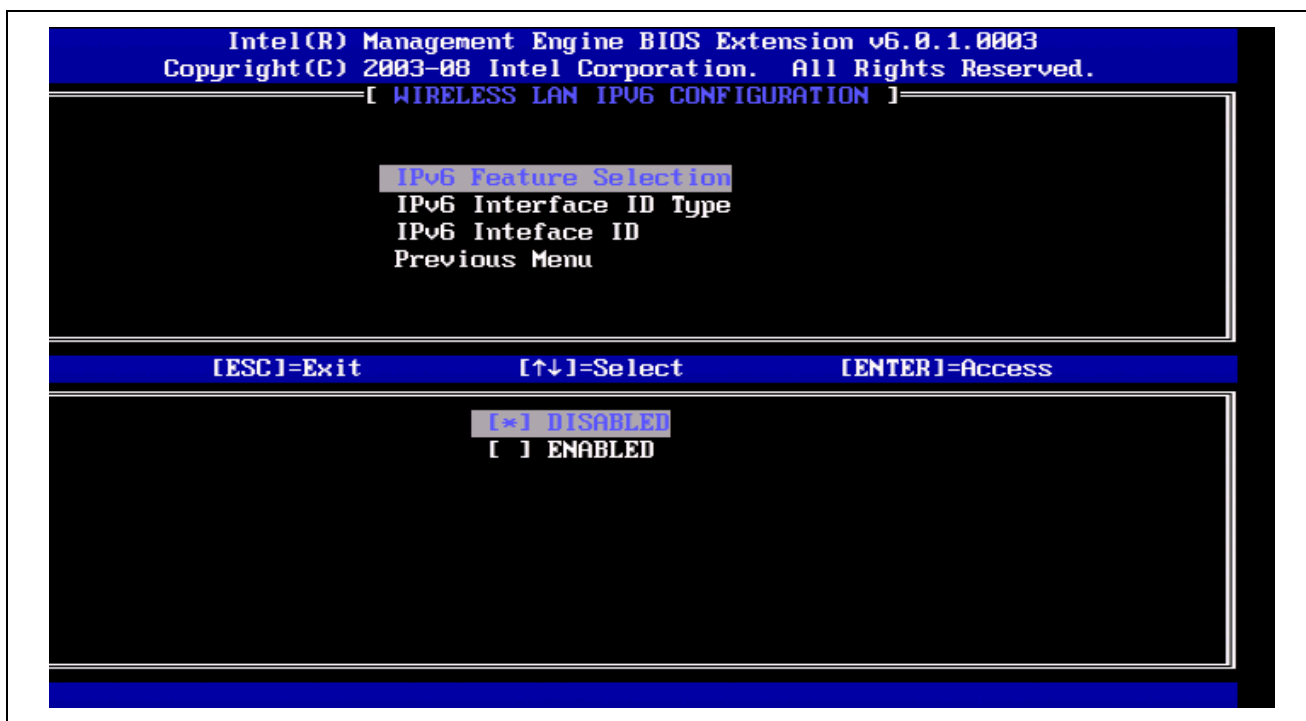 Intel(R) Management Engine BIOS Extension v6.0.1.0003
Copyright(C) 2003-08 Intel Corporation. All Rights Reserved.
[ WIRELESS LAN IPV6 CONFIGURATION ]
IPv6 Feature Selection
IPv6 Interface ID Type
IPv6 Inteface ID
Previous Menu
[ESC]=Exit [↑↓]=Select [ENTER]=Access
[*] DISABLED
[ ] ENABLED